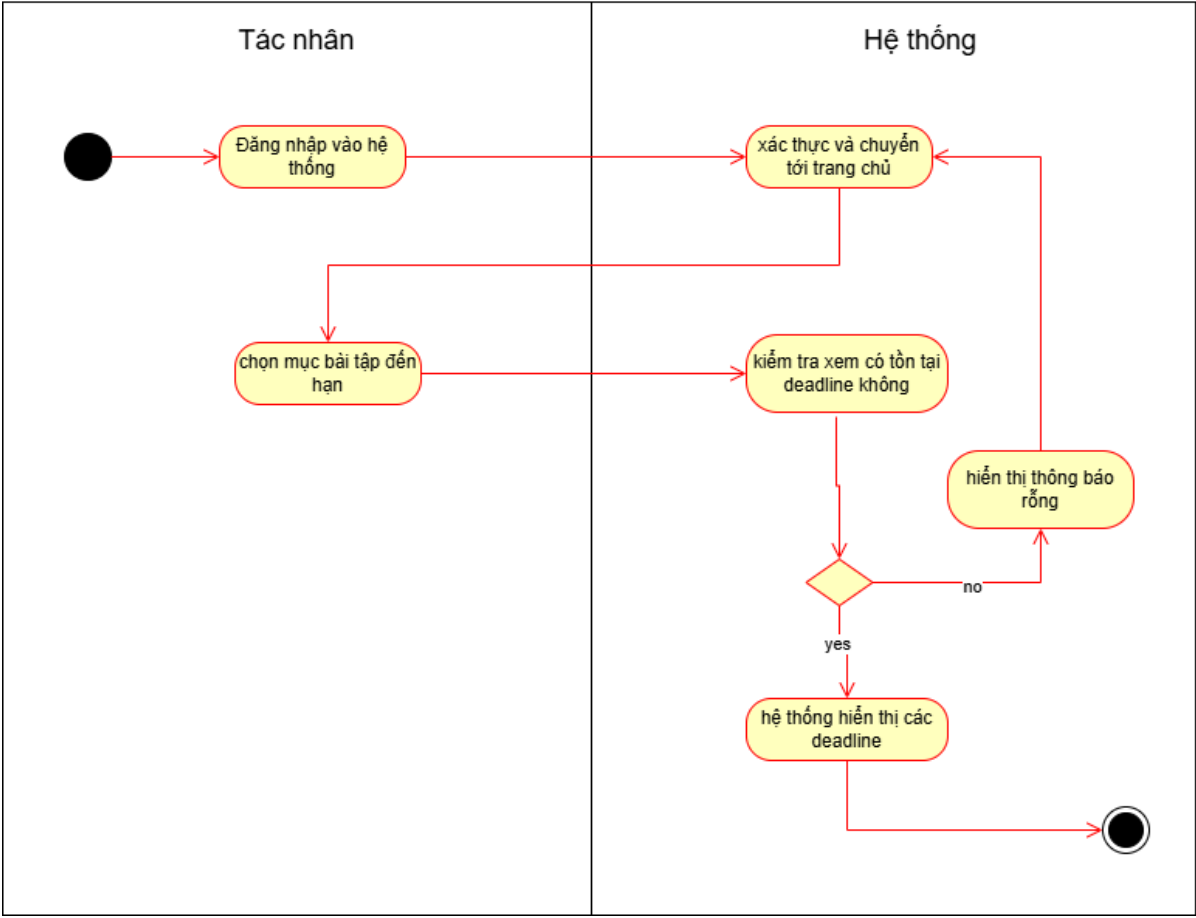 Tác nhân
Hệ thống
Đăng nhập vào hệ
thống
xác thực và chuyển
tới trang chủ
chọn mục bài tập đến
hạn
kiểm tra xem có tồn tại
deadline không
hiển thị thông báo
rỗng
no
yes
hệ thống hiển thị các
deadline